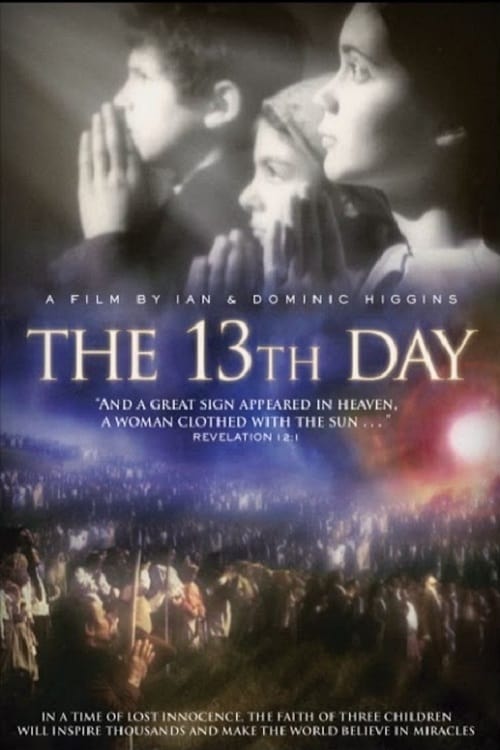 A FILM BY IAN & DOMINIC HIGGINS
THE 13TH DAY
"AND A GREAT SIGN APPEARED IN HEAVEN,
A WOMAN CLOTHED WITH THE SUN . . ."
REVELATION 12:1
IN A TIME OF LOST INNOCENCE, THE FAITH OF THREE CHILDREN
WILL INSPIRE THOUSANDS AND MAKE THE WORLD BELIEVE IN MIRACLES